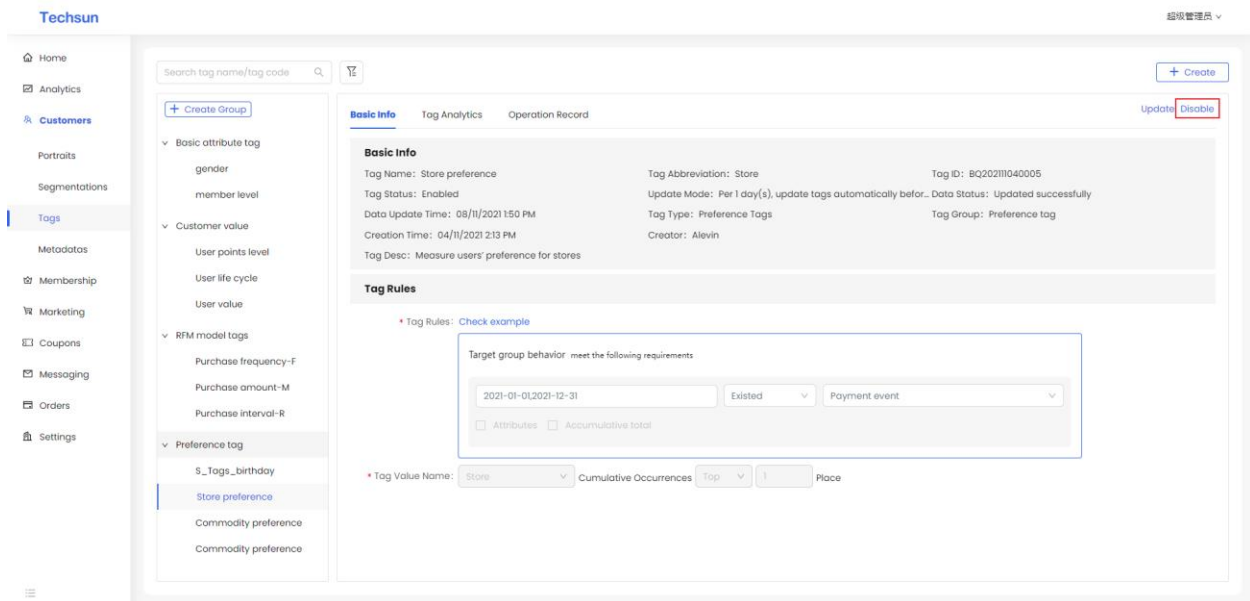 Techsun
超级管理员
Home
Analytics
Customers
Portraits
Segmentations
Tags
Metadatas
Membership
Marketing
Coupons
Messaging
Orders
Settings
Search tag name/tag code
+ Create
+ Create Group
Basic attribute tag
gender
member level
Customer value
User points level
User life cycle
User value
RFM model tags
Purchase frequency-F
Purchase amount-M
Purchase interval-R
Preference tag
S_Tags_birthday
Store preference
Commodity preference
Commodity preference
Basic Info Tag Analytics Operation Record Update Disable
Basic Info
Tag Name: Store preference Tag Abbreviation: Store Tag ID: BQ202111040005
Tag Status: Enabled Update Mode: Per 1 day(s), update tags automatically befor... Data Status: Updated successfully
Data Update Time: 08/11/2021 1:50 PM Tag Type: Preference Tags Tag Group: Preference tag
Creation Time: 04/11/2021 2:13 PM Creator: Alevin
Tag Desc: Measure users' preference for stores
Tag Rules
* Tag Rules: Check example
Target group behavior meet the following requirements
2021-01-01,2021-12-31 Existed Payment event
Attributes Accumulative total
* Tag Value Name: Store Cumulative Occurrences Top 1 Place